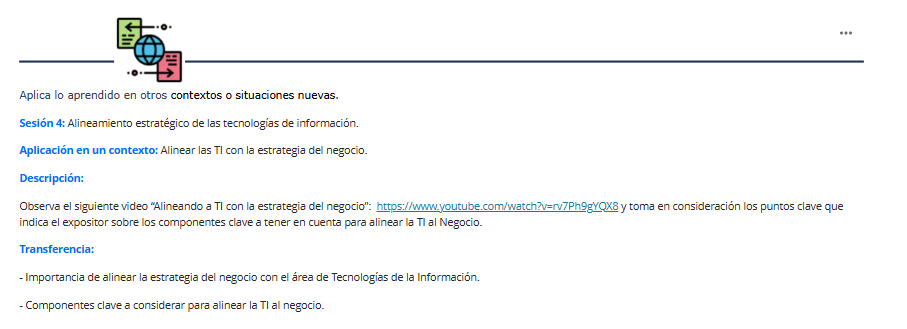 Aplica lo aprendido en otros contextos o situaciones nuevas.
Sesión 4: Alineamiento estratégico de las tecnologías de información.
Aplicación en un contexto: Alinear las TI con la estrategia del negocio.
Descripción:
Observa el siguiente video “Alineando a TI con la estrategia del negocio”: https://www.youtube.com/watch?v=rv7Ph9gYQX8 y toma en consideración los puntos clave que
indica el expositor sobre los componentes clave a tener en cuenta para alinear la TI al Negocio.
Transferencia:
- Importancia de alinear la estrategia del negocio con el área de Tecnologías de la Información.
- Componentes clave a considerar para alinear la TI al negocio.